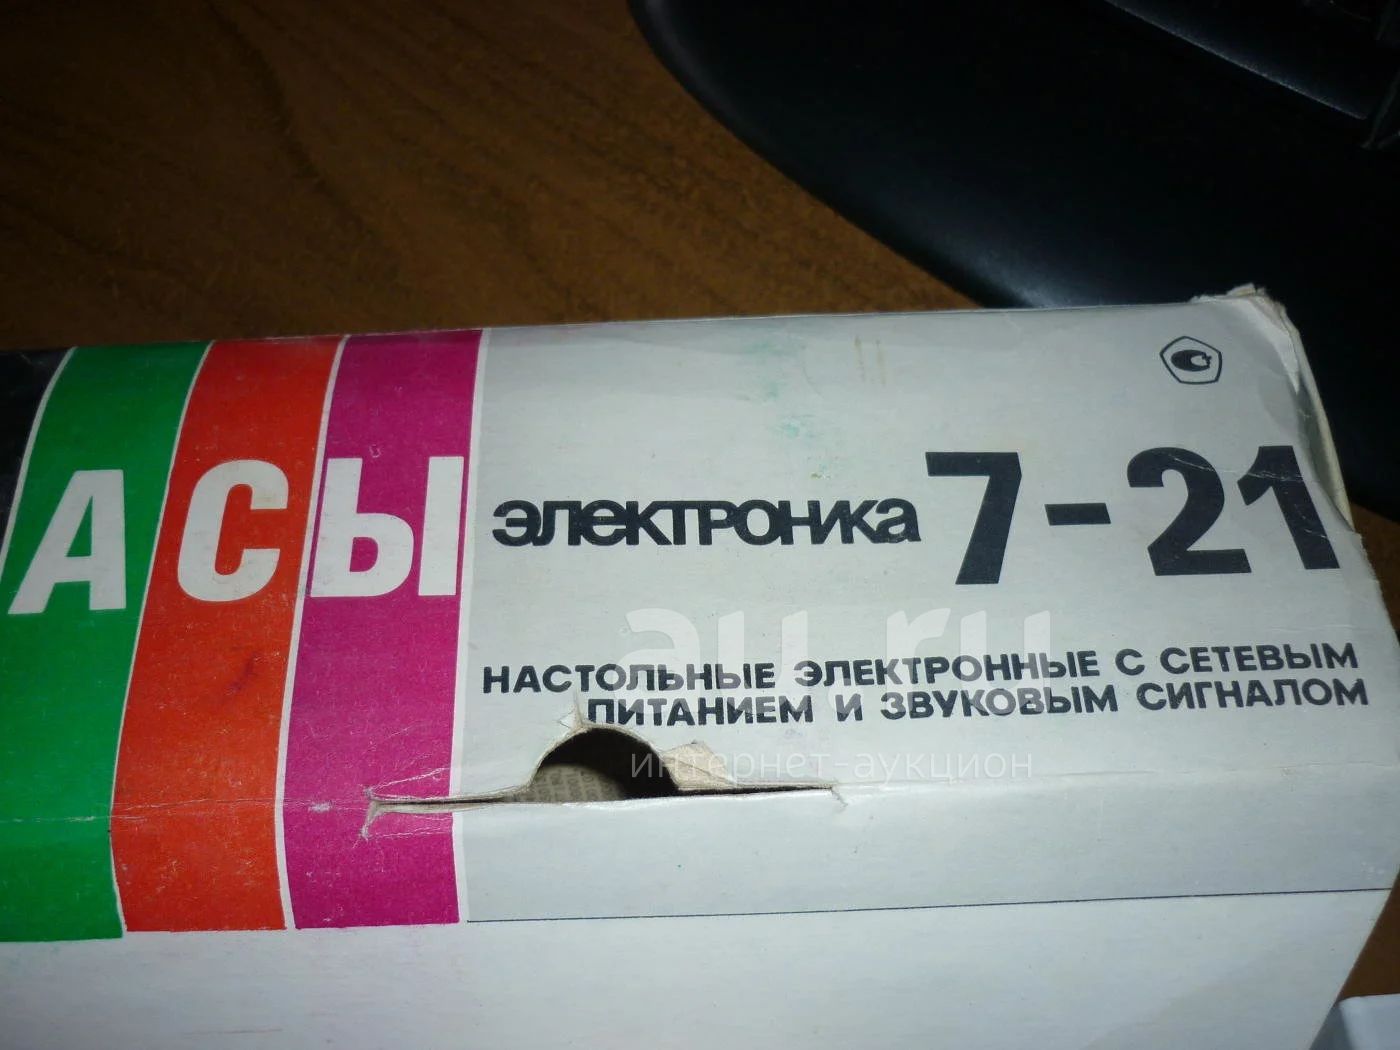 АСЫ
электроника 7-21
НАСТОЛЬНЫЕ ЭЛЕКТРОННЫЕ С СЕТЕВЫМ
ПИТАНИЕМ И ЗВУКОВЫМ СИГНАЛОМ
au.ru
интернет-аукцион